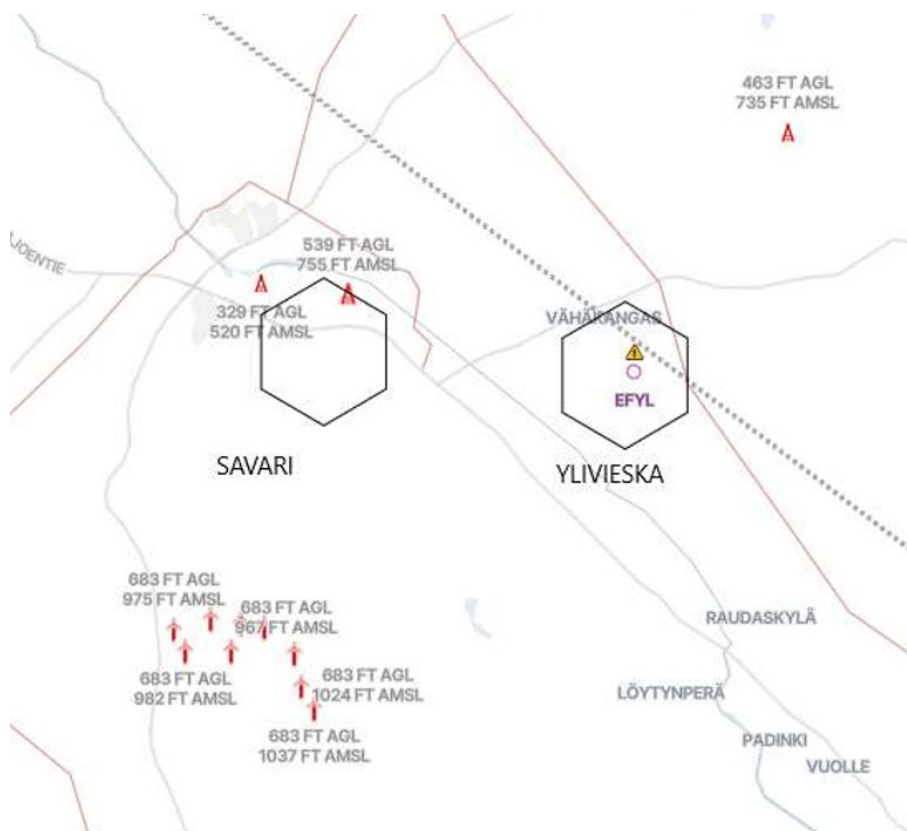 463 FT AGL
735 FT AMSL
539 FT AGL
755 FT AMSL
JOENTIE
329 FT AGL
520 FT AMSL
VÄHÄKANGAS
EFYL
SAVARI
YLIVIESKA
683 FT AGL
975 FT AMSL
683 FT AGL
967 FT AMSL
RAUDASKYLÄ
683 FT AGL
982 FT AMSL
683 FT AGL
1024 FT AMSL
LÖYTYNPERÄ
683 FT AGL
1037 FT AMSL
PADINKI
VUOLLE